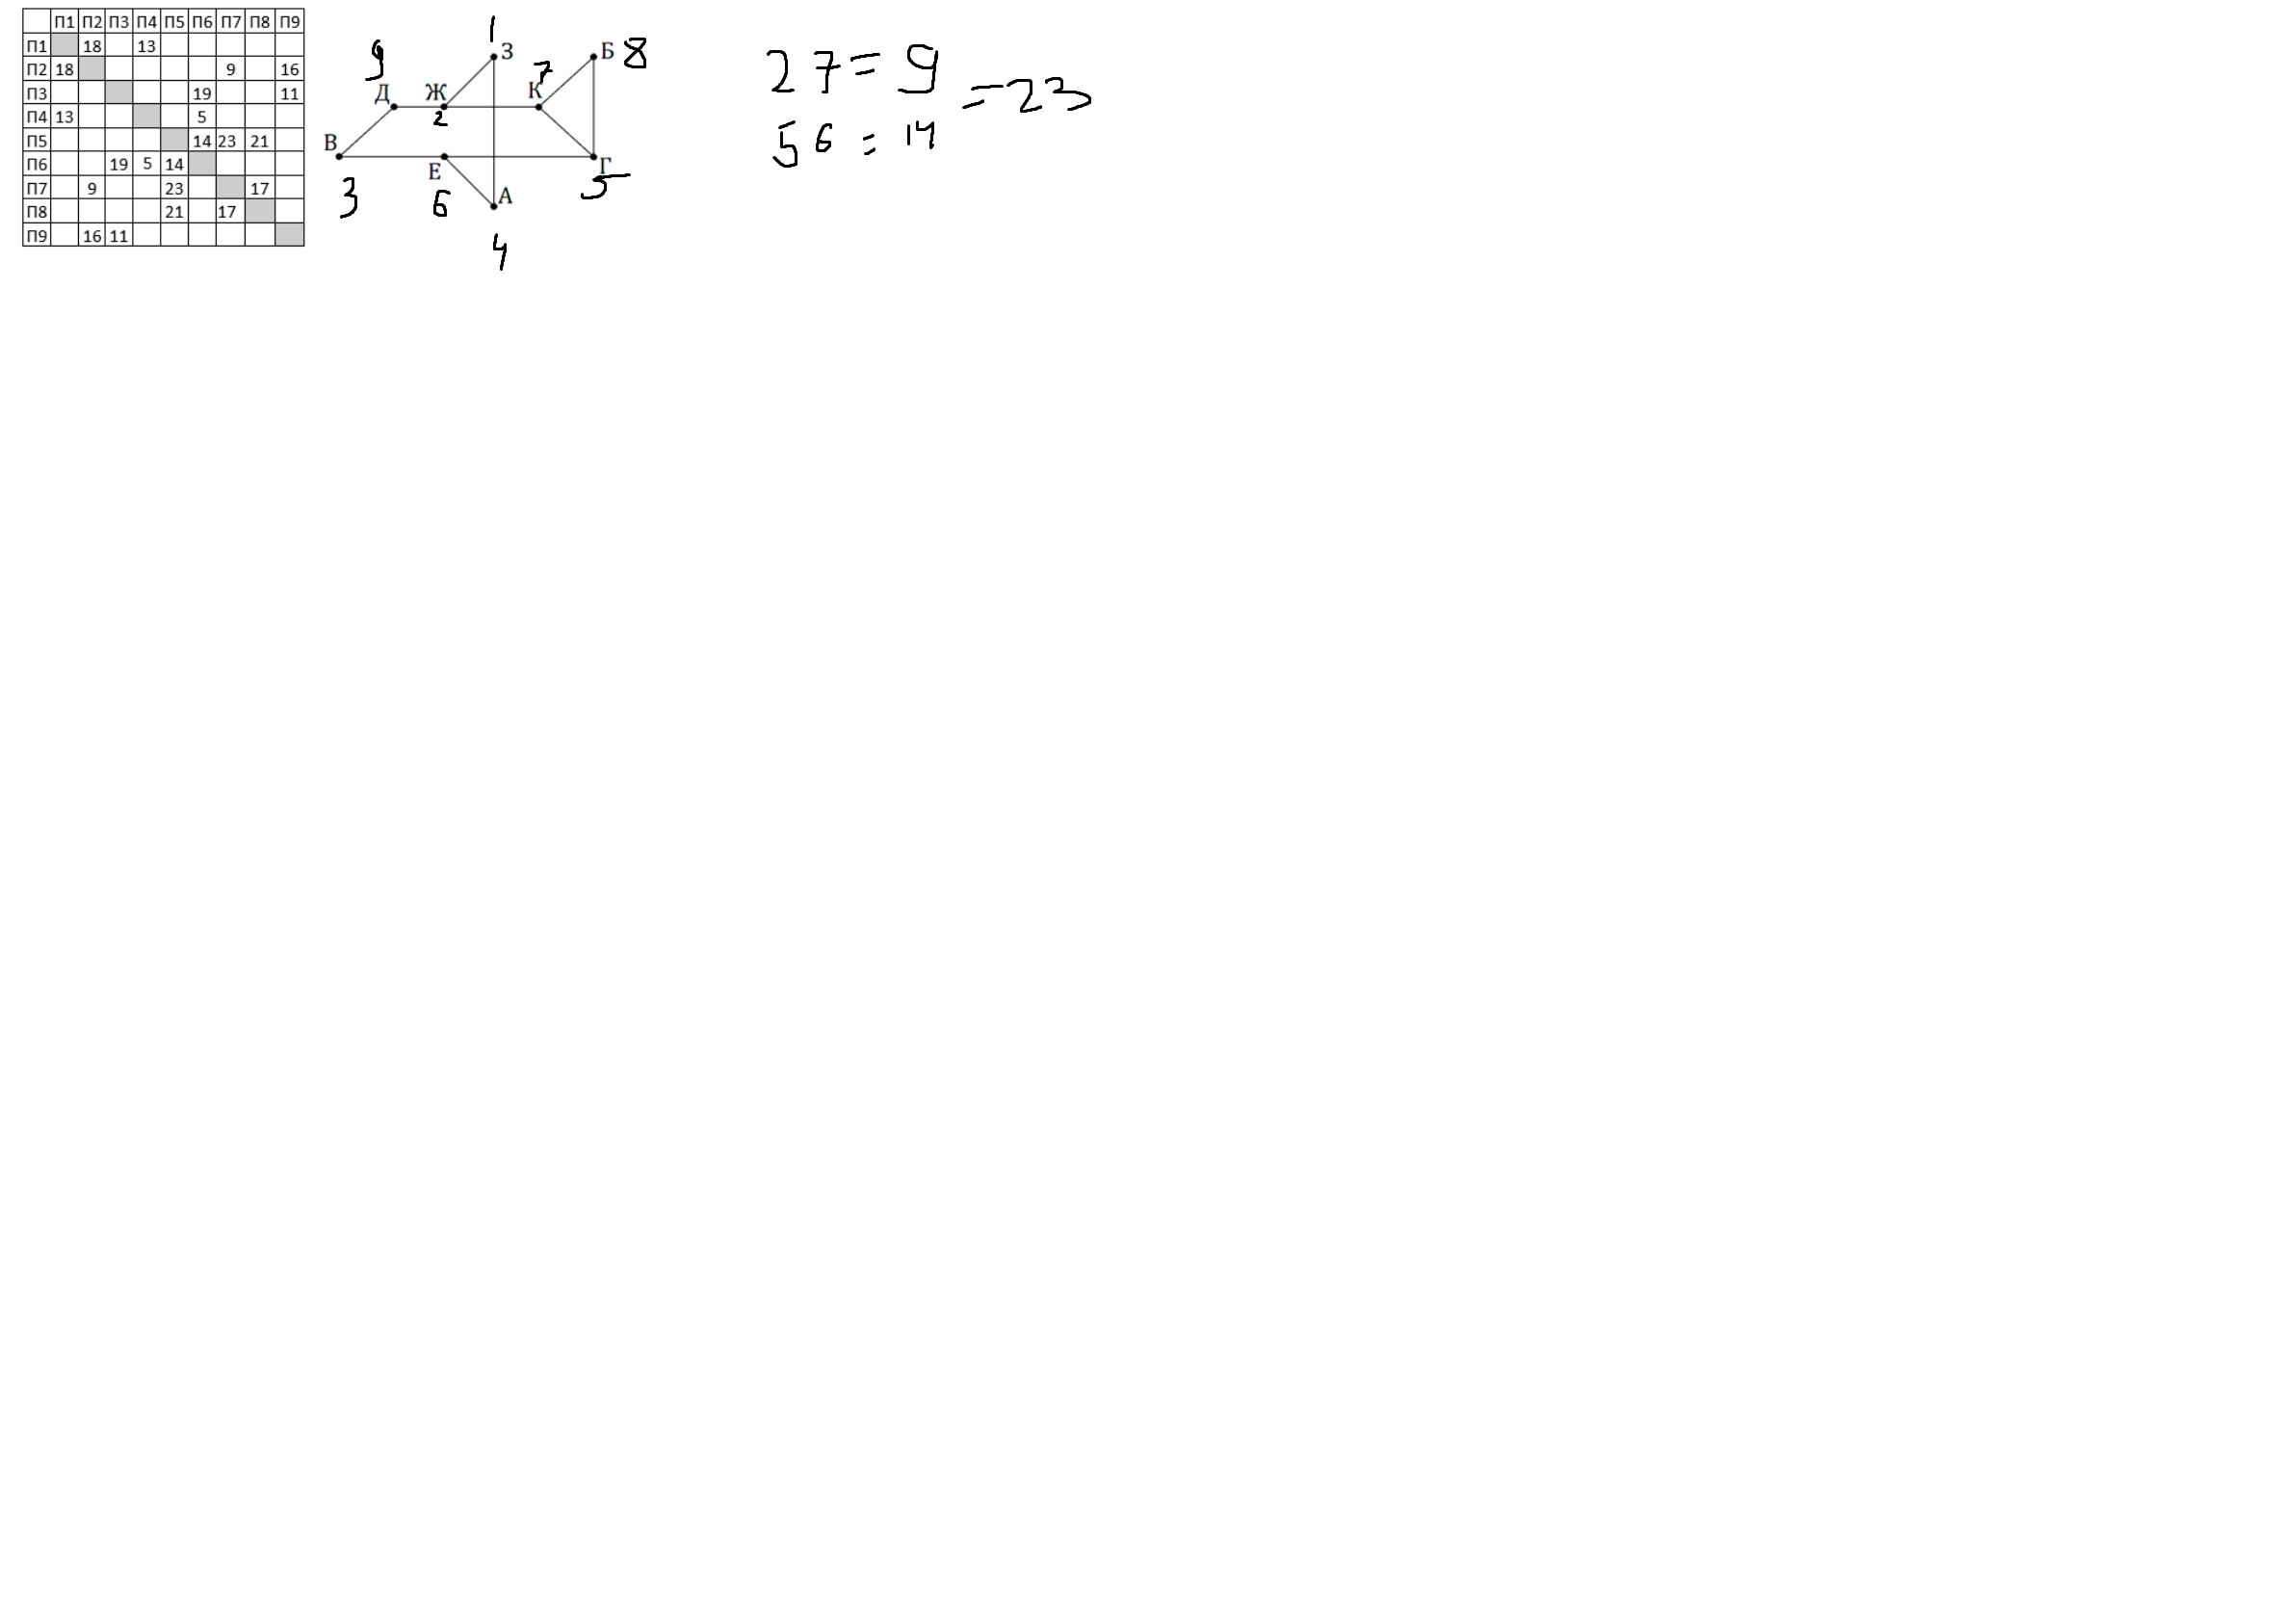 П1 П2 П3 П4 П5 П6 П7 П8 П9
П1 18 13
П2 18 9 16
П3 19 11
П4 13 5
П5 14 23 21
П6 19 5 14
П7 9 23 17
П8 21 17
П9 16 11
1
З
Б 8
9
7
Д Ж К
2
В
Е Г
3 6 А 5
4
27=9
=23
56=14